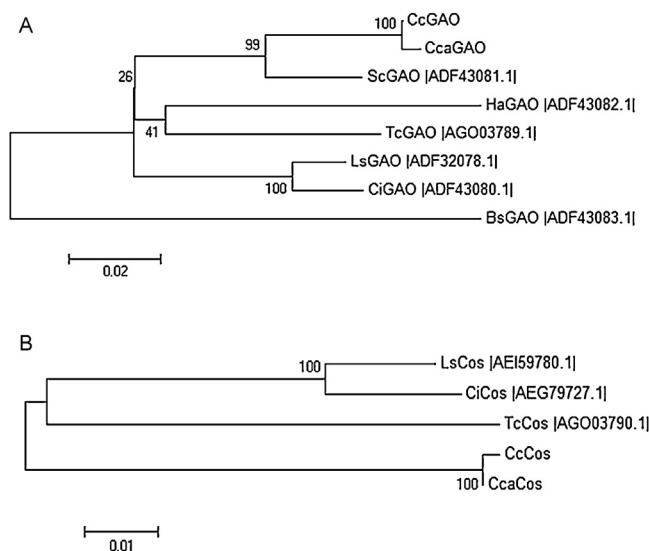 A
100
CcGAO
CcaGAO
99
ScGAO |ADF43081.1|
26
HaGAO |ADF43082.1|
41
TcGAO |AGO03789.1|
LsGAO |ADF32078.1|
100
CiGAO |ADF43080.1|
BsGAO |ADF43083.1|
0.02
B
100
LsCos |AEI59780.1|
CiCos |AEG79727.1|
TcCos |AGO03790.1|
CcCos
100
CcaCos
0.01